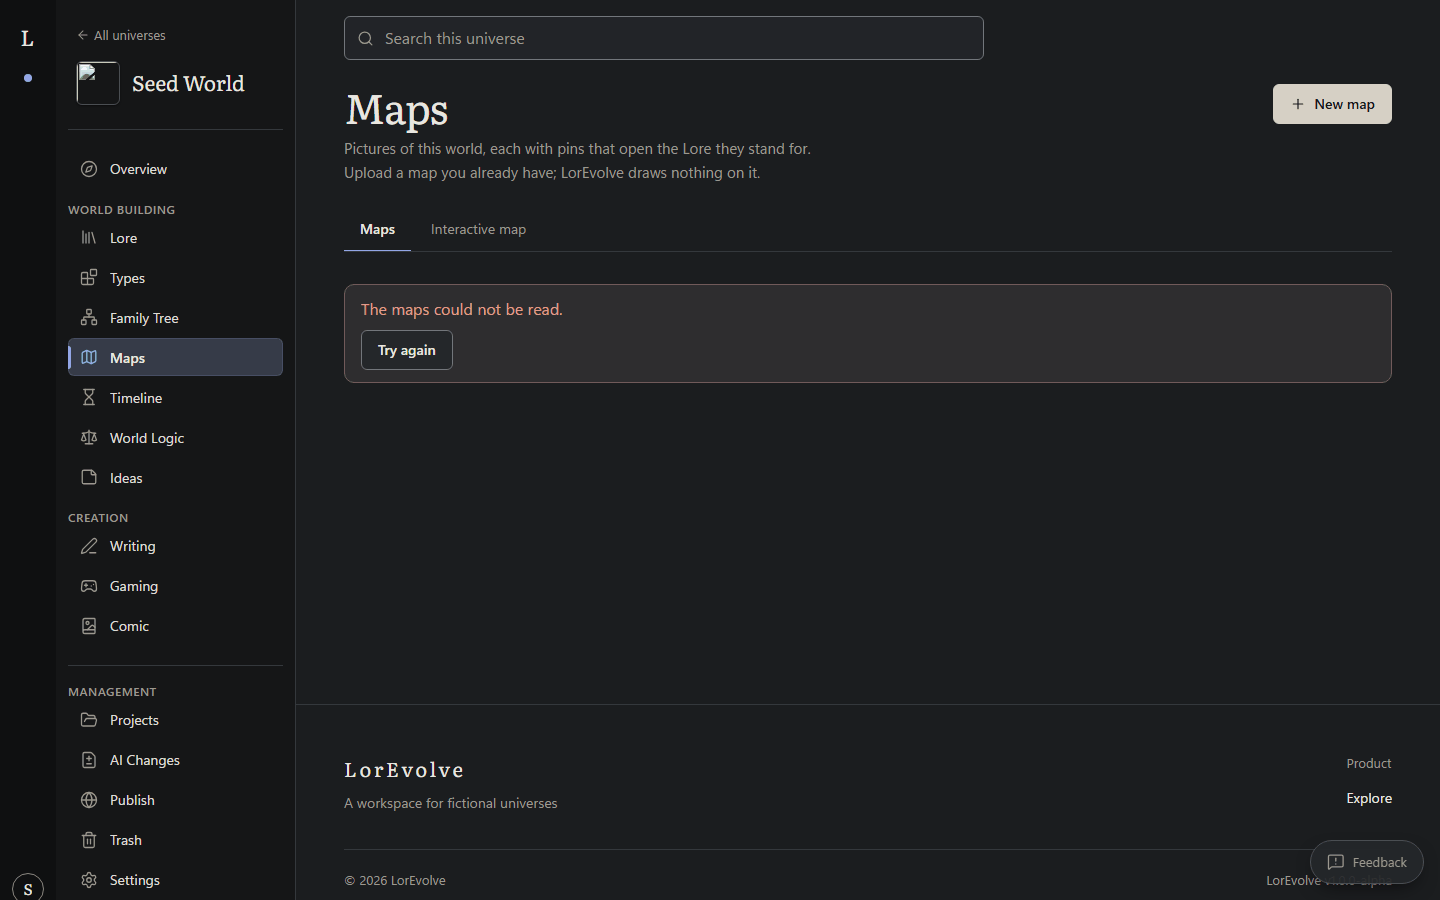 L
All universes
Seed World
Overview
WORLD BUILDING
Lore
Types
Family Tree
Maps
Timeline
World Logic
Ideas
CREATION
Writing
Gaming
Comic
MANAGEMENT
Projects
AI Changes
Publish
Trash
Settings
S
Search this universe
Maps
New map
Pictures of this world, each with pins that open the Lore they stand for.
Upload a map you already have; LorEvolve draws nothing on it.
Maps
Interactive map
The maps could not be read.
Try again
LorEvolve
A workspace for fictional universes
Product
Explore
Feedback
© 2026 LorEvolve
LorEvolve